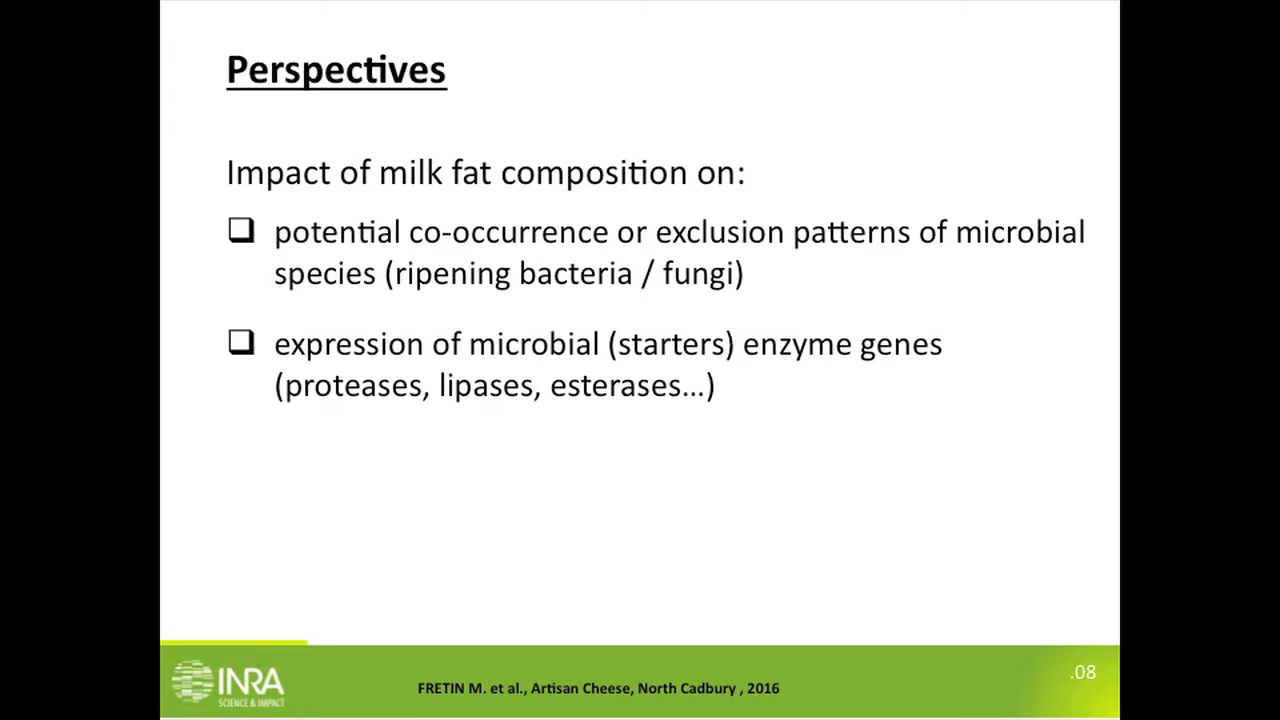 Perspectives
Impact of milk fat composition on:
potential co-occurrence or exclusion patterns of microbial
species (ripening bacteria / fungi)
expression of microbial (starters) enzyme genes
(proteases, lipases, esterases...)
INRA
SCIENCE & IMPACT
FRETIN M. et al., Artisan Cheese, North Cadbury , 2016
.08